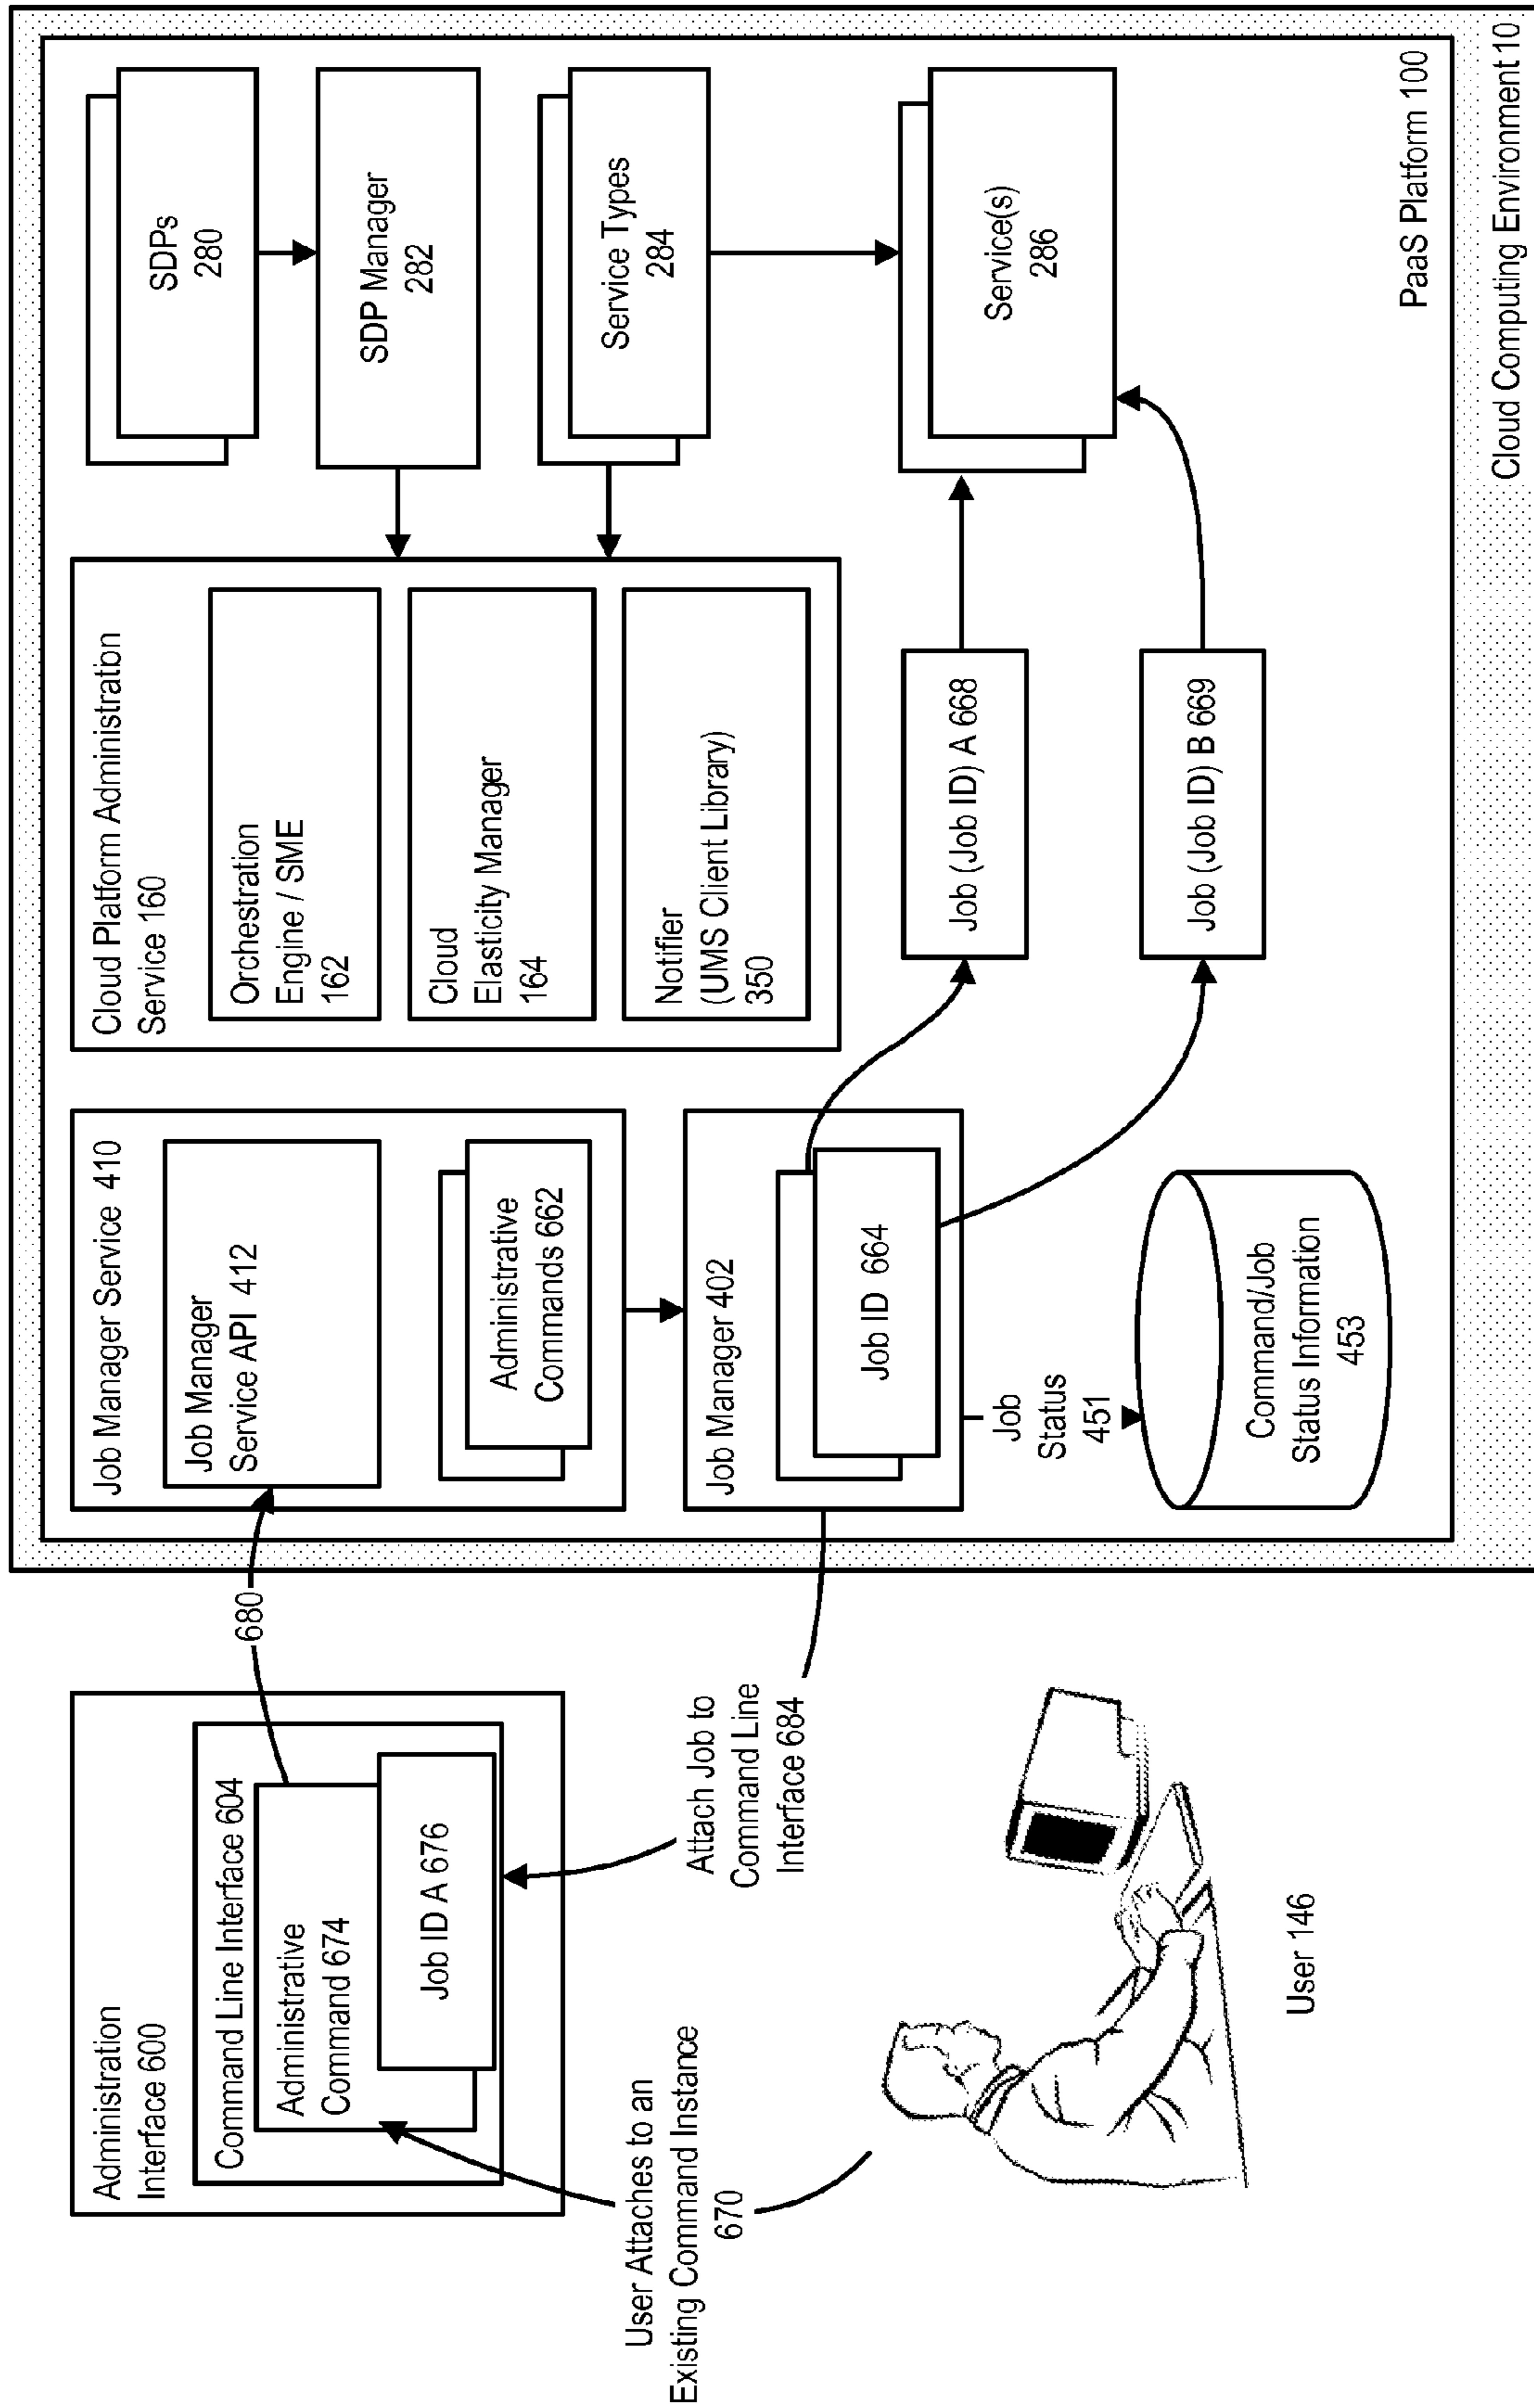 Administration
Interface 600
Command Line Interface 604
Administrative
Command 674
Job ID A 676
User Attaches to an
Existing Command Instance
670
Attach Job to
Command Line
Interface 684
User 146
680
Job Manager Service 410
Job Manager
Service API 412
Administrative
Commands 662
Job Manager 402
Job ID 664
Job
Status
451
Command/Job
Status Information
453
Cloud Platform Administration
Service 160
Orchestration
Engine / SME
162
Cloud
Elasticity Manager
164
Notifier
(UMS Client Library)
350
Job (Job ID) A 668
Job (Job ID) B 669
SDPs
280
SDP Manager
282
Service Types
284
Service(s)
286
PaaS Platform 100
Cloud Computing Environment 10